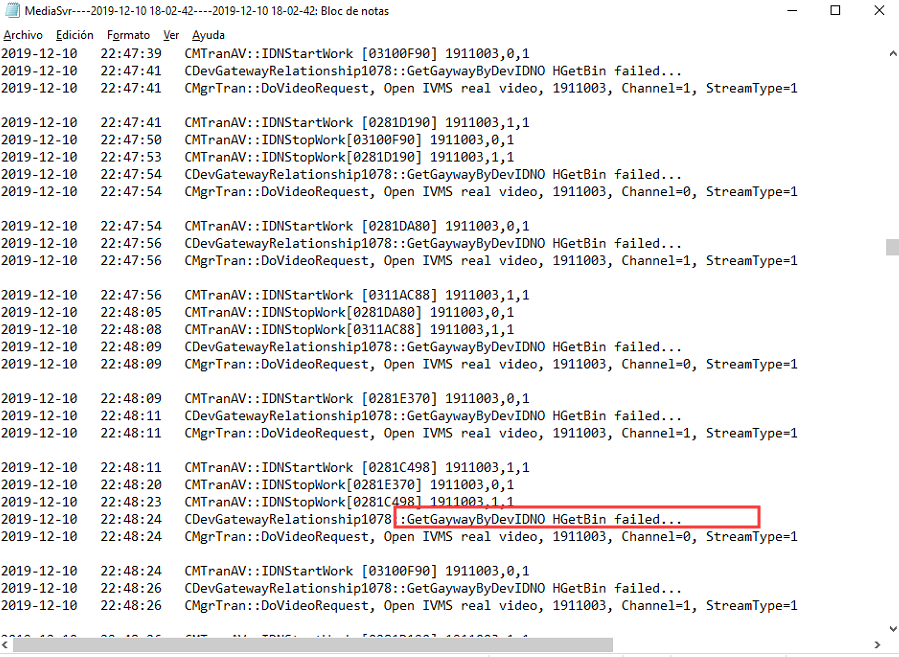 MediaSvr----2019-12-10 18-02-42----2019-12-10 18-02-42: Bloc de notas
Archivo Edición Formato Ver Ayuda
2019-12-10 22:47:39 CMTranAV::IDNStartWork [03100F90] 1911003,0,1
2019-12-10 22:47:41 CDevGatewayRelationship1078::GetGaywayByDevIDNO HGetBin failed...
2019-12-10 22:47:41 CMgrTran::DoVideoRequest, Open IVMS real video, 1911003, Channel=1, StreamType=1
2019-12-10 22:47:41 CMTranAV::IDNStartWork [0281D190] 1911003,1,1
2019-12-10 22:47:50 CMTranAV::IDNStopWork[03100F90] 1911003,0,1
2019-12-10 22:47:53 CMTranAV::IDNStopWork[0281D190] 1911003,1,1
2019-12-10 22:47:54 CDevGatewayRelationship1078::GetGaywayByDevIDNO HGetBin failed...
2019-12-10 22:47:54 CMgrTran::DoVideoRequest, Open IVMS real video, 1911003, Channel=0, StreamType=1
2019-12-10 22:47:54 CMTranAV::IDNStartWork [0281DA80] 1911003,0,1
2019-12-10 22:47:56 CDevGatewayRelationship1078::GetGaywayByDevIDNO HGetBin failed...
2019-12-10 22:47:56 CMgrTran::DoVideoRequest, Open IVMS real video, 1911003, Channel=1, StreamType=1
2019-12-10 22:47:56 CMTranAV::IDNStartWork [0311AC88] 1911003,1,1
2019-12-10 22:48:05 CMTranAV::IDNStopWork[0281DA80] 1911003,0,1
2019-12-10 22:48:08 CMTranAV::IDNStopWork[0311AC88] 1911003,1,1
2019-12-10 22:48:09 CDevGatewayRelationship1078::GetGaywayByDevIDNO HGetBin failed...
2019-12-10 22:48:09 CMgrTran::DoVideoRequest, Open IVMS real video, 1911003, Channel=0, StreamType=1
2019-12-10 22:48:09 CMTranAV::IDNStartWork [0281E370] 1911003,0,1
2019-12-10 22:48:11 CDevGatewayRelationship1078::GetGaywayByDevIDNO HGetBin failed...
2019-12-10 22:48:11 CMgrTran::DoVideoRequest, Open IVMS real video, 1911003, Channel=1, StreamType=1
2019-12-10 22:48:11 CMTranAV::IDNStartWork [0281C498] 1911003,1,1
2019-12-10 22:48:20 CMTranAV::IDNStopWork[0281E370] 1911003,0,1
2019-12-10 22:48:23 CMTranAV::IDNStopWork[0281C498] 1911003,1,1
2019-12-10 22:48:24 CDevGatewayRelationship1078::GetGaywayByDevIDNO HGetBin failed...
2019-12-10 22:48:24 CMgrTran::DoVideoRequest, Open IVMS real video, 1911003, Channel=0, StreamType=1
2019-12-10 22:48:24 CMTranAV::IDNStartWork [03100F90] 1911003,0,1
2019-12-10 22:48:26 CDevGatewayRelationship1078::GetGaywayByDevIDNO HGetBin failed...
2019-12-10 22:48:26 CMgrTran::DoVideoRequest, Open IVMS real video, 1911003, Channel=1, StreamType=1